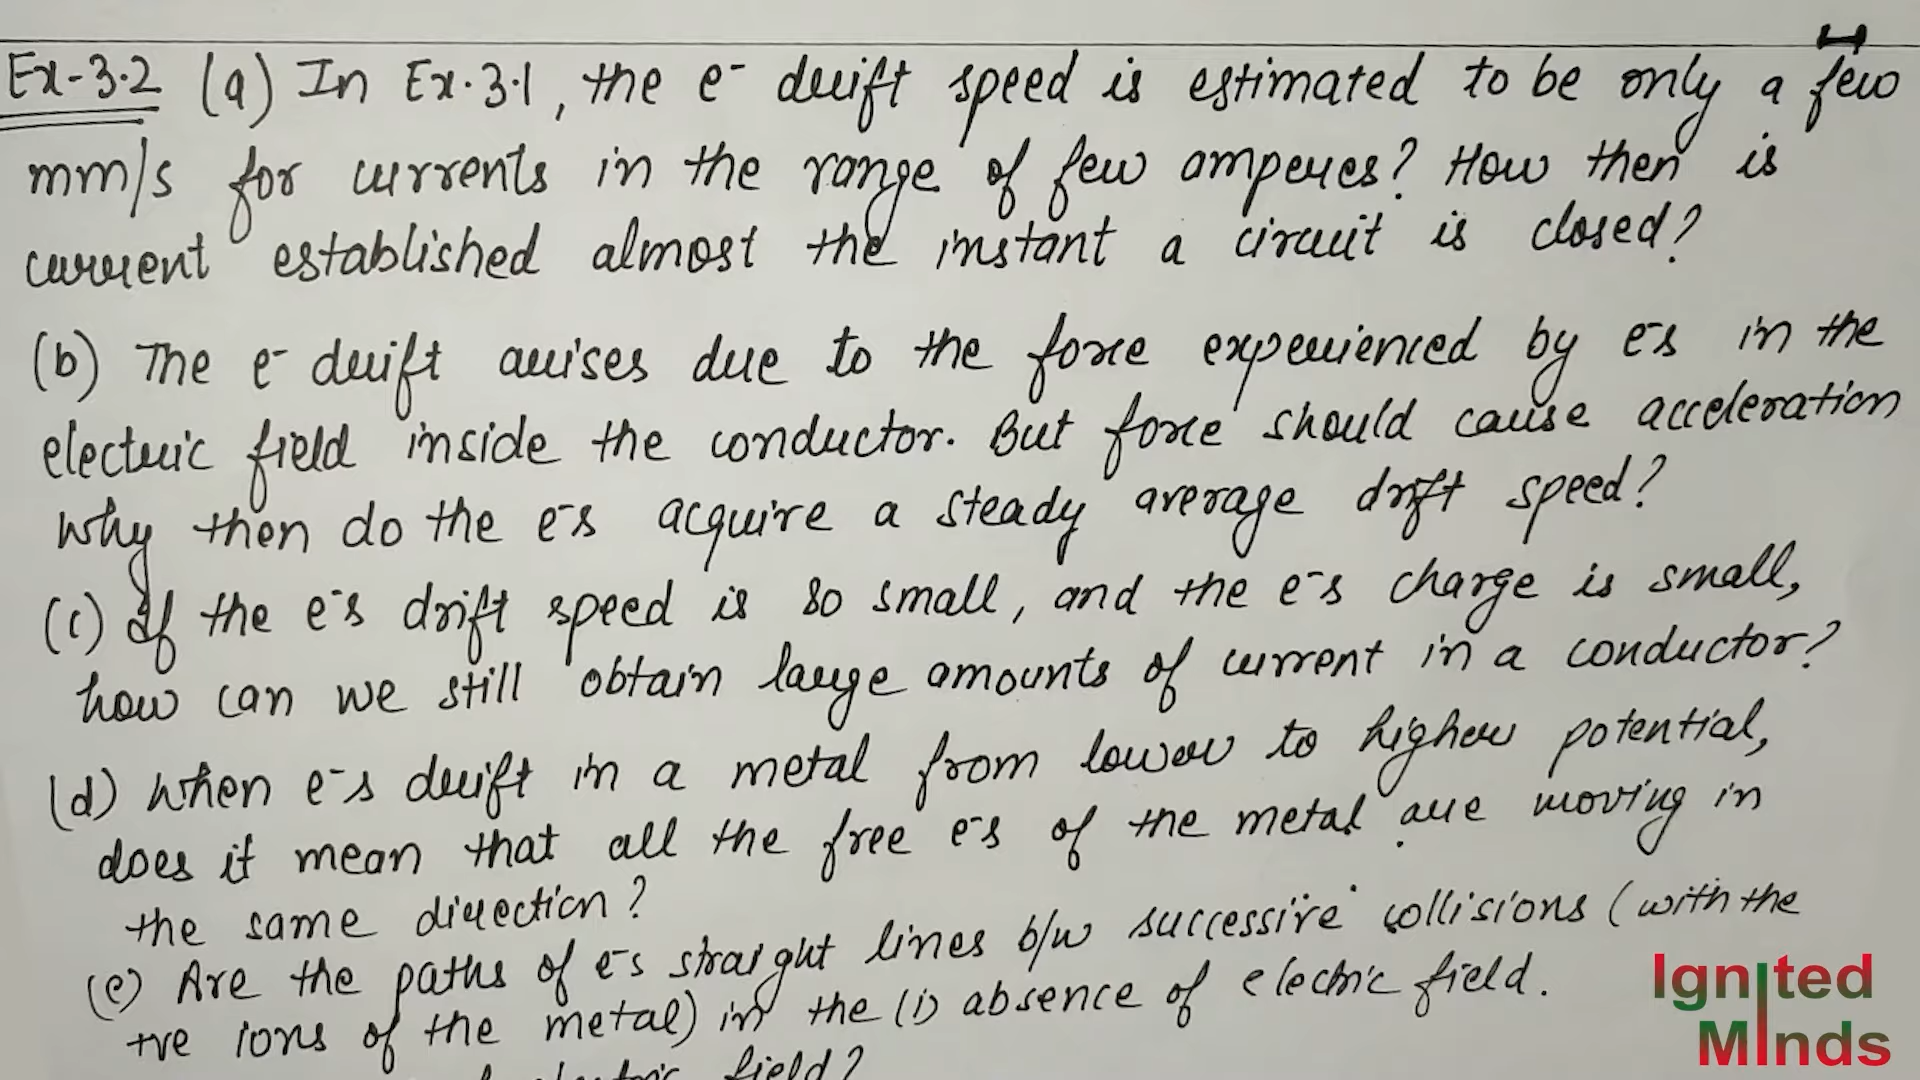 Ex-3.2 (a) In Ex.3.1, the e⁻ drift speed is estimated to be only a few
mm/s for currents in the range of few amperes? How then is
current established almost the instant a circuit is closed?
(b) The e⁻ drift arises due to the force experienced by e⁻s in the
electric field inside the conductor. But force should cause acceleration
Why then do the e⁻s acquire a steady average drift speed?
(c) If the e⁻s drift speed is so small, and the e⁻s charge is small,
how can we still obtain large amounts of current in a conductor?
(d) When e⁻s drift in a metal from lower to higher potential,
does it mean that all the free e⁻s of the metal are moving in
the same direction?
(e) Are the paths of e⁻s straight lines b/w successive collisions (with the
+ve ions of the metal) in the (i) absence of electric field.
field?
Ignited
Minds